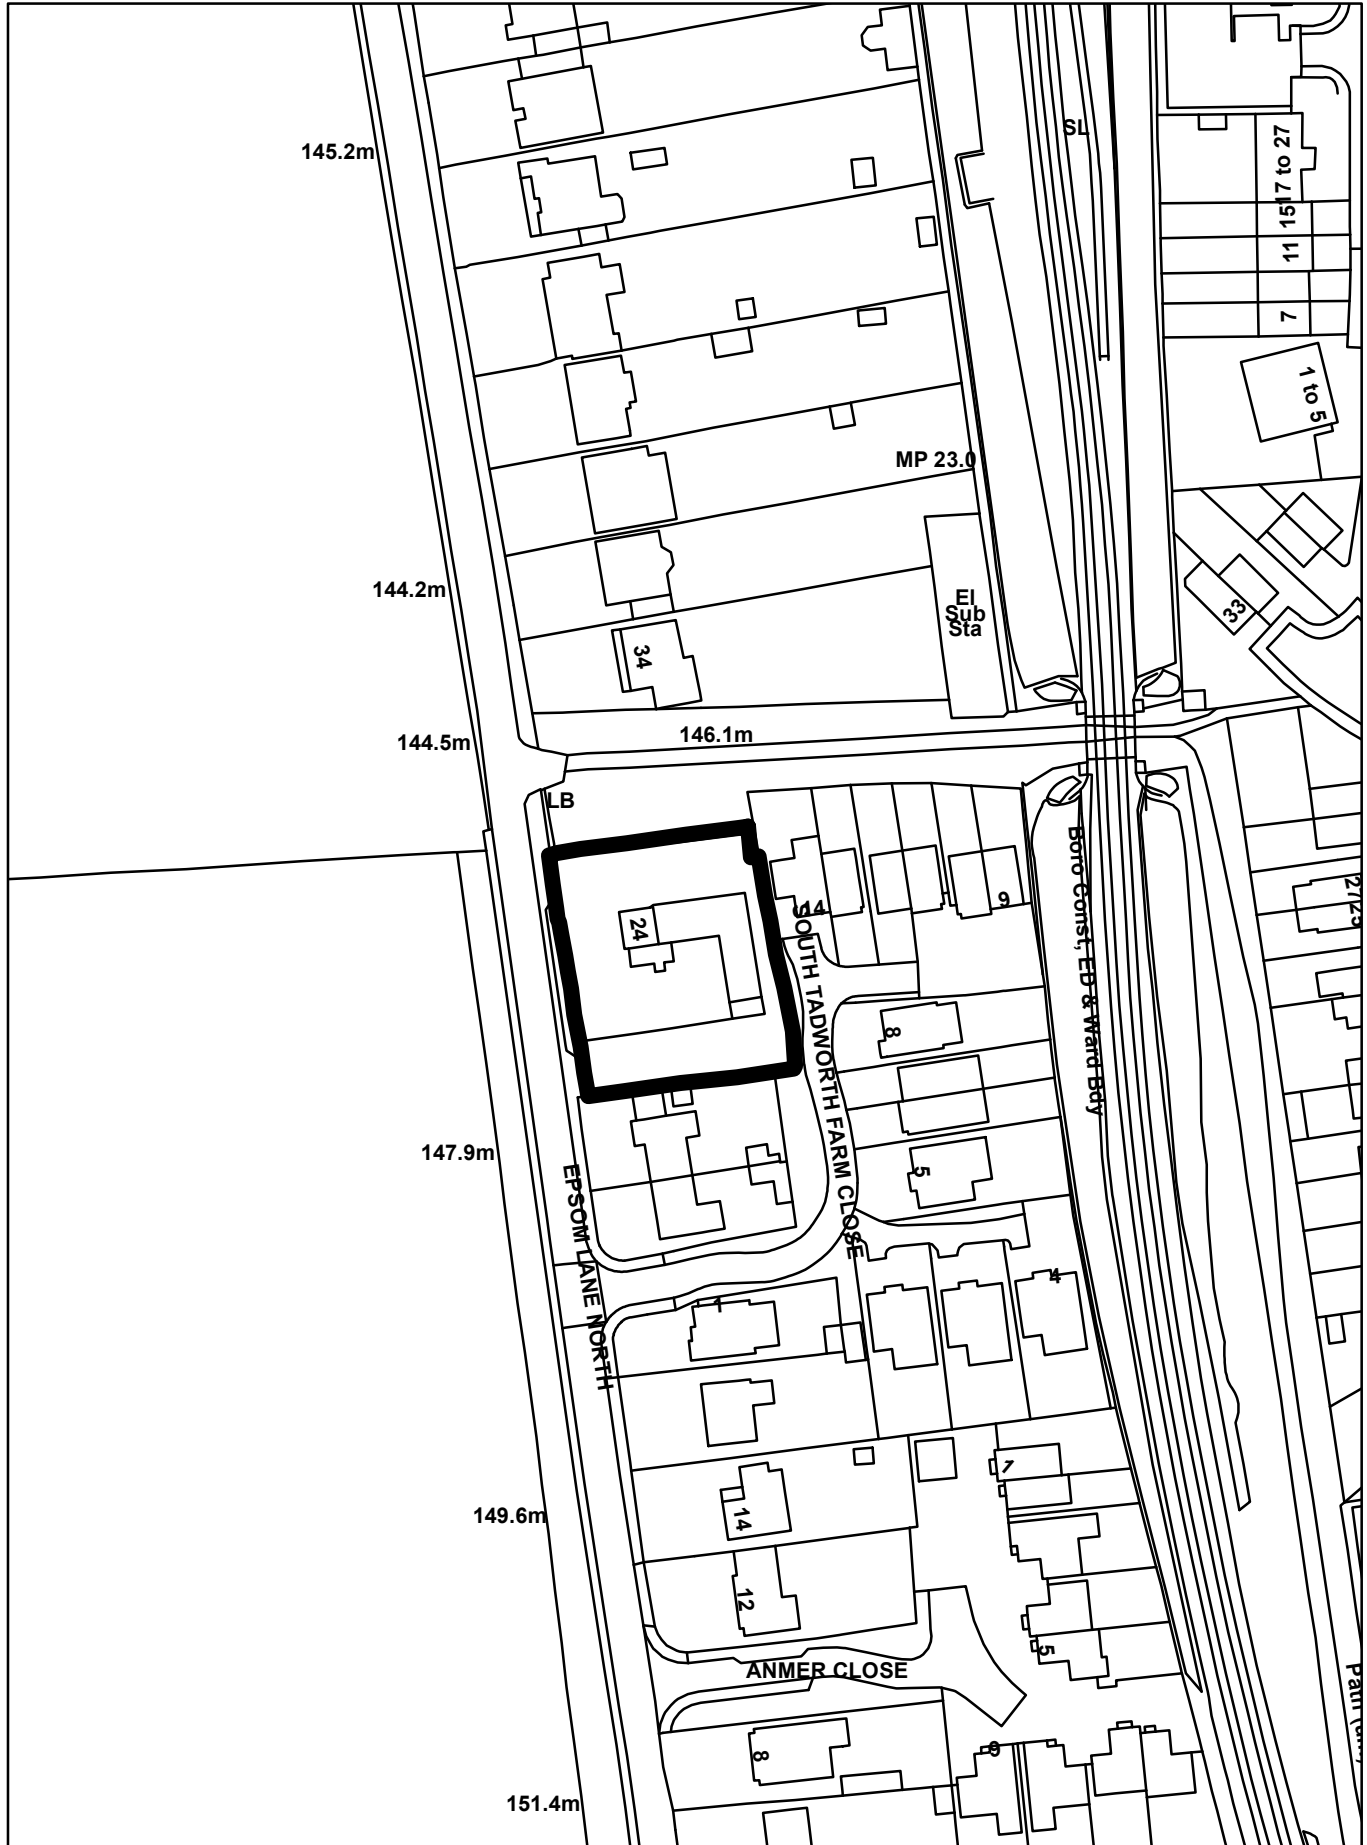 145.2m
SL
17 to 27
15
11
7
1 to 5
MP 23.0
144.2m
El
Sub
Sta
33
34
144.5m
146.1m
LB
24
14
9
SOUTH TADWORTH FARM CLOSE
Boro Const, ED & Ward Bdy
27
25
8
5
147.9m
EPSOM LANE NORTH
1
4
7
149.6m
14
12
5
ANMER CLOSE
Path
8
9
151.4m